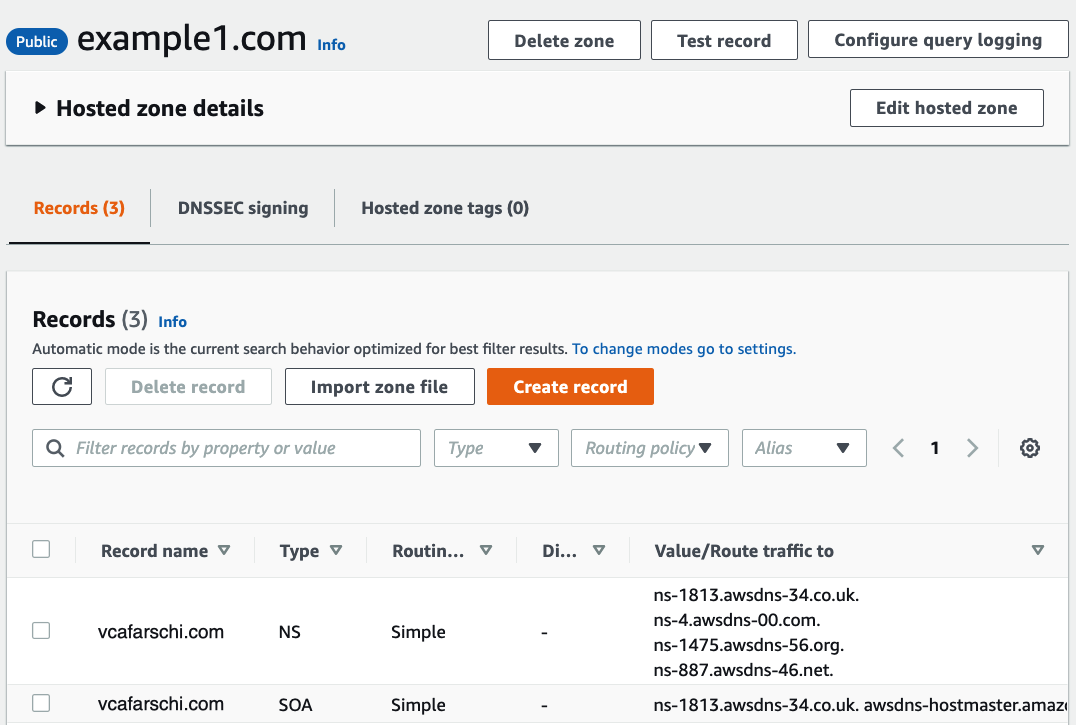 Public example1.com Info Delete zone Test record Configure query logging
Hosted zone details Edit hosted zone
Records (3) DNSSEC signing Hosted zone tags (0)
Records (3) Info
Automatic mode is the current search behavior optimized for best filter results. To change modes go to settings.
Delete record Import zone file Create record
Filter records by property or value Type Routing policy Alias 1
Record name Type Routin... Di... Value/Route traffic to
ns-1813.awsdns-34.co.uk.
ns-4.awsdns-00.com.
vcafarschi.com NS Simple -
ns-1475.awsdns-56.org.
ns-887.awsdns-46.net.
vcafarschi.com SOA Simple - ns-1813.awsdns-34.co.uk. awsdns-hostmaster.amaz